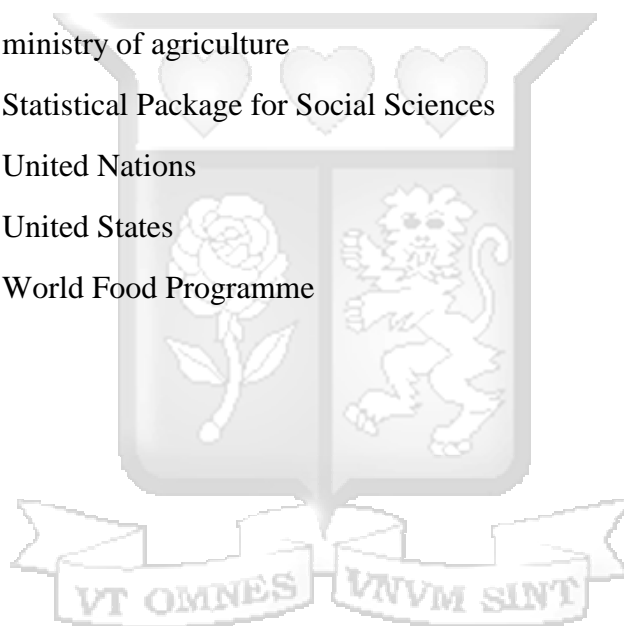 ministry of agriculture
Statistical Package for Social Sciences
United Nations
United States
World Food Programme
VT OMNES VNVM SINT